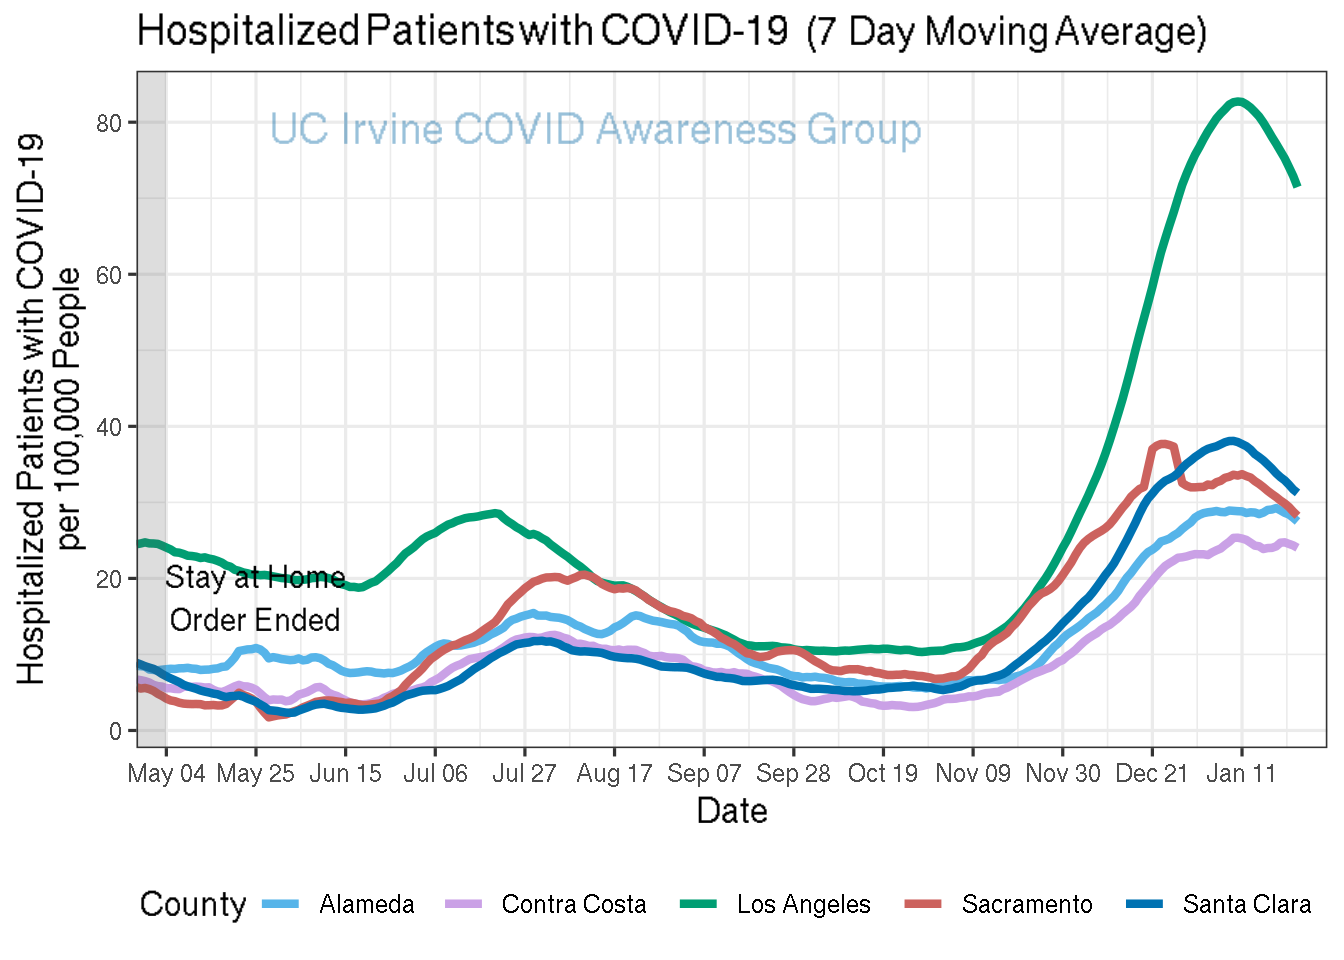 Hospitalized Patients with COVID-19 (7 Day Moving Average)
UC Irvine COVID Awareness Group
Hospitalized Patients with COVID-19
per 100,000 People
80
60
40
20
0
Stay at Home
Order Ended
May 04 May 25 Jun 15 Jul 06 Jul 27 Aug 17 Sep 07 Sep 28 Oct 19 Nov 09 Nov 30 Dec 21 Jan 11
Date
County Alameda Contra Costa Los Angeles Sacramento Santa Clara